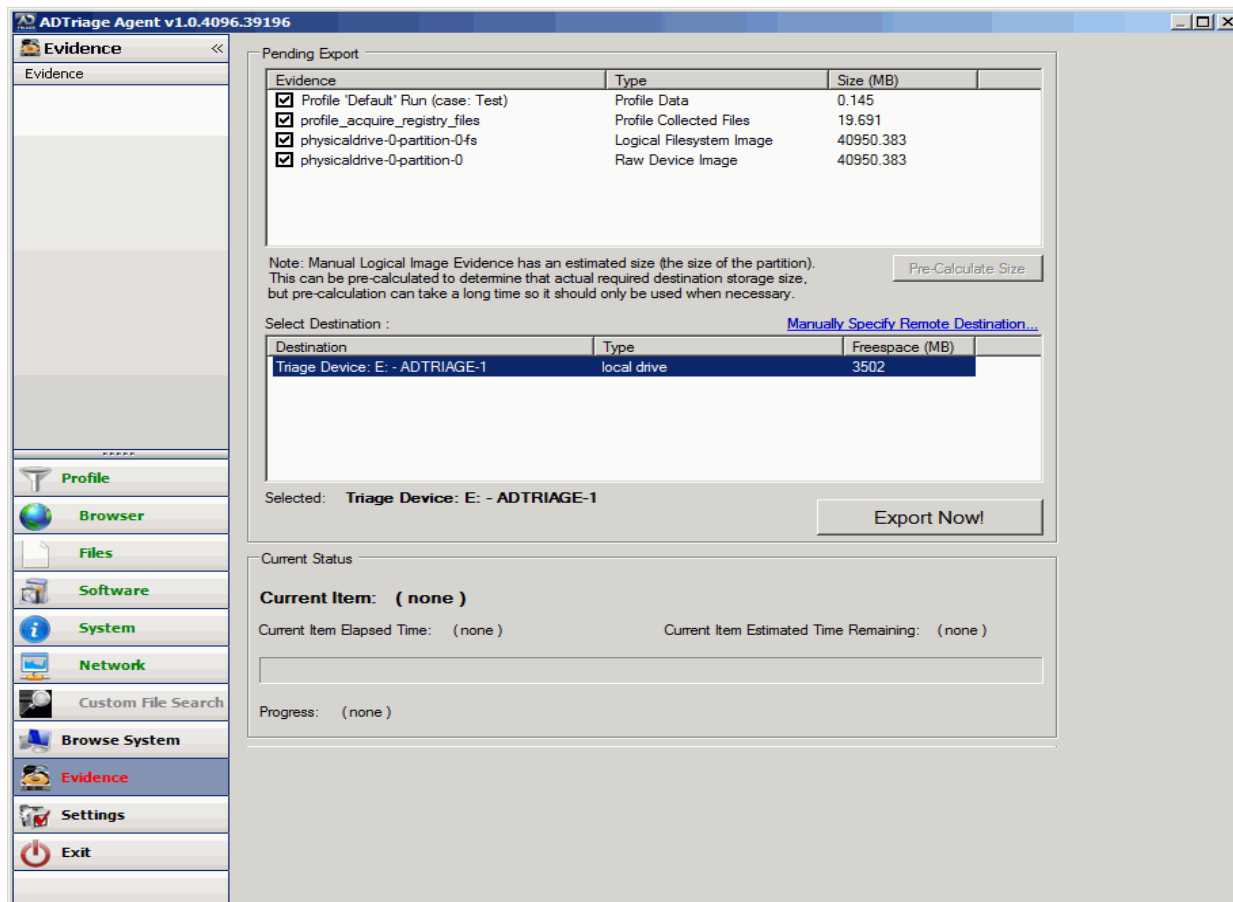 ADTriage Agent v1.0.4096.39196
Evidence «
Evidence
Pending Export
Evidence Type Size (MB)
Profile "Default" Run (case: Test) Profile Data 0.145
profile_acquire_registry_files Profile Collected Files 19.691
physicaldrive-0-partition-0-fs Logical Filesystem Image 40950.383
physicaldrive-0-partition-0 Raw Device Image 40950.383
Note: Manual Logical Image Evidence has an estimated size (the size of the partition).
This can be pre-calculated to determine that actual required destination storage size,
but pre-calculation can take a long time so it should only be used when necessary.
Pre-Calculate Size
Select Destination : Manually Specify Remote Destination...
Destination Type Freespace (MB)
Triage Device: E: - ADTRIAGE-1 local drive 3502
Selected: Triage Device: E: - ADTRIAGE-1
Export Now!
Current Status
Current Item: ( none )
Current Item Elapsed Time: ( none ) Current Item Estimated Time Remaining: ( none )
Progress: ( none )
Profile
Browser
Files
Software
System
Network
Custom File Search
Browse System
Evidence
Settings
Exit